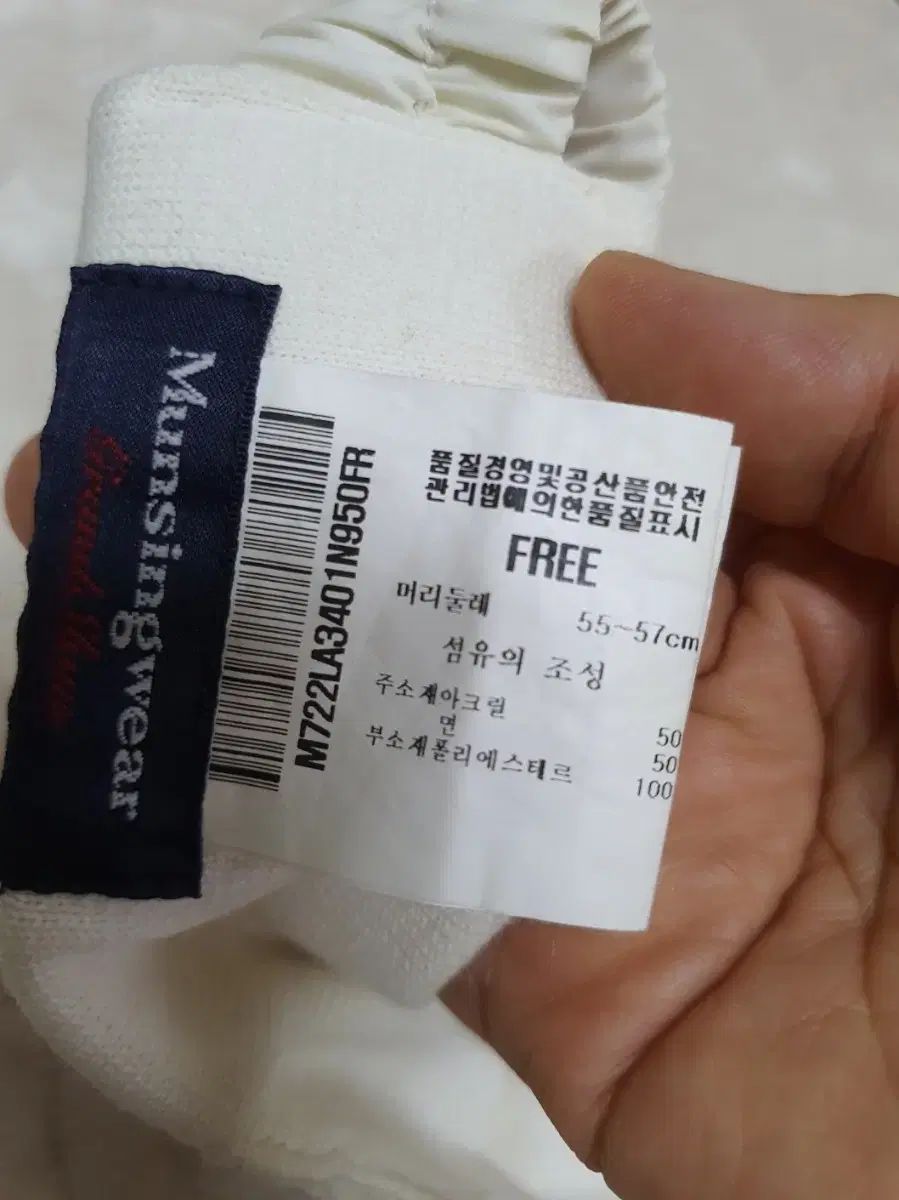 Munsingwear
Grand Slam
M722LA3401N950FR
품질경영및공산품안전
관리법에의한품질표시
FREE
머리둘레 55~57cm
섬유의 조성
주소재아크릴 50
면 50
부소재폴리에스테르 100